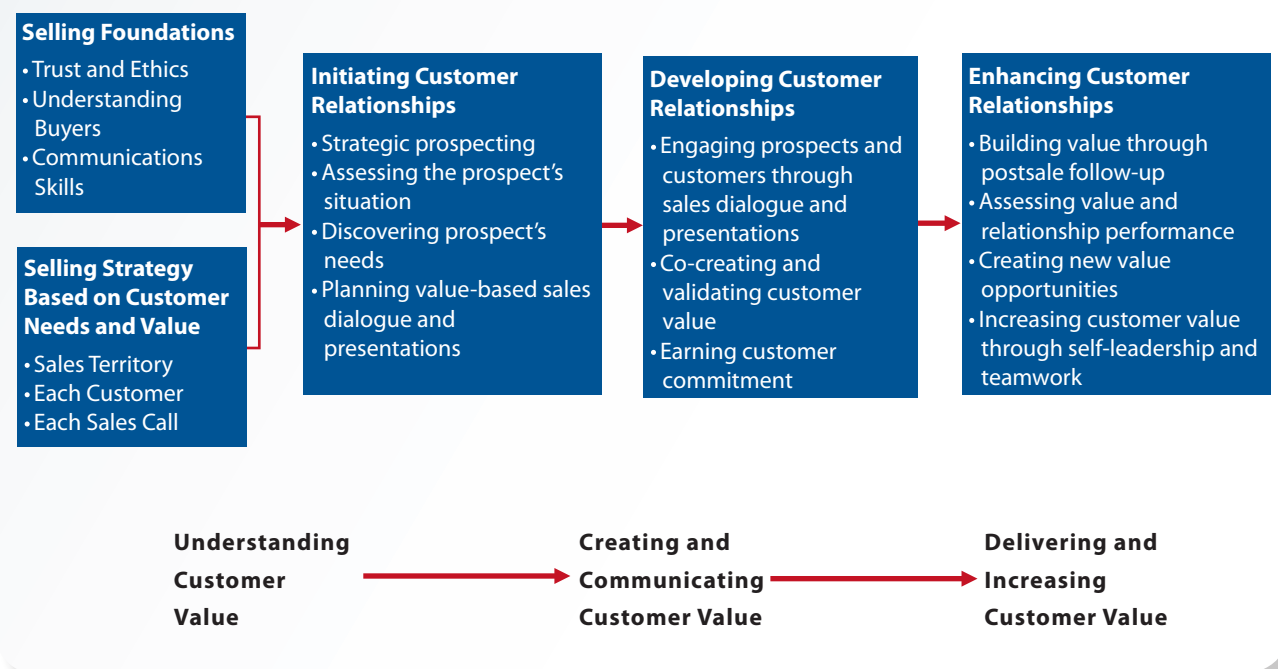 Selling Foundations
• Trust and Ethics
• Understanding
Buyers
• Communications
Skills
Selling Strategy
Based on Customer
Needs and Value
• Sales Territory
• Each Customer
• Each Sales Call
Initiating Customer
Relationships
• Strategic prospecting
• Assessing the prospect’s
situation
• Discovering prospect’s
needs
• Planning value-based sales
dialogue and
presentations
Developing Customer
Relationships
• Engaging prospects and
customers through
sales dialogue and
presentations
• Co-creating and
validating customer
value
• Earning customer
commitment
Enhancing Customer
Relationships
• Building value through
postsale follow-up
• Assessing value and
relationship performance
• Creating new value
opportunities
• Increasing customer value
through self-leadership and
teamwork
Understanding
Customer
Value
Creating and
Communicating
Customer Value
Delivering and
Increasing
Customer Value